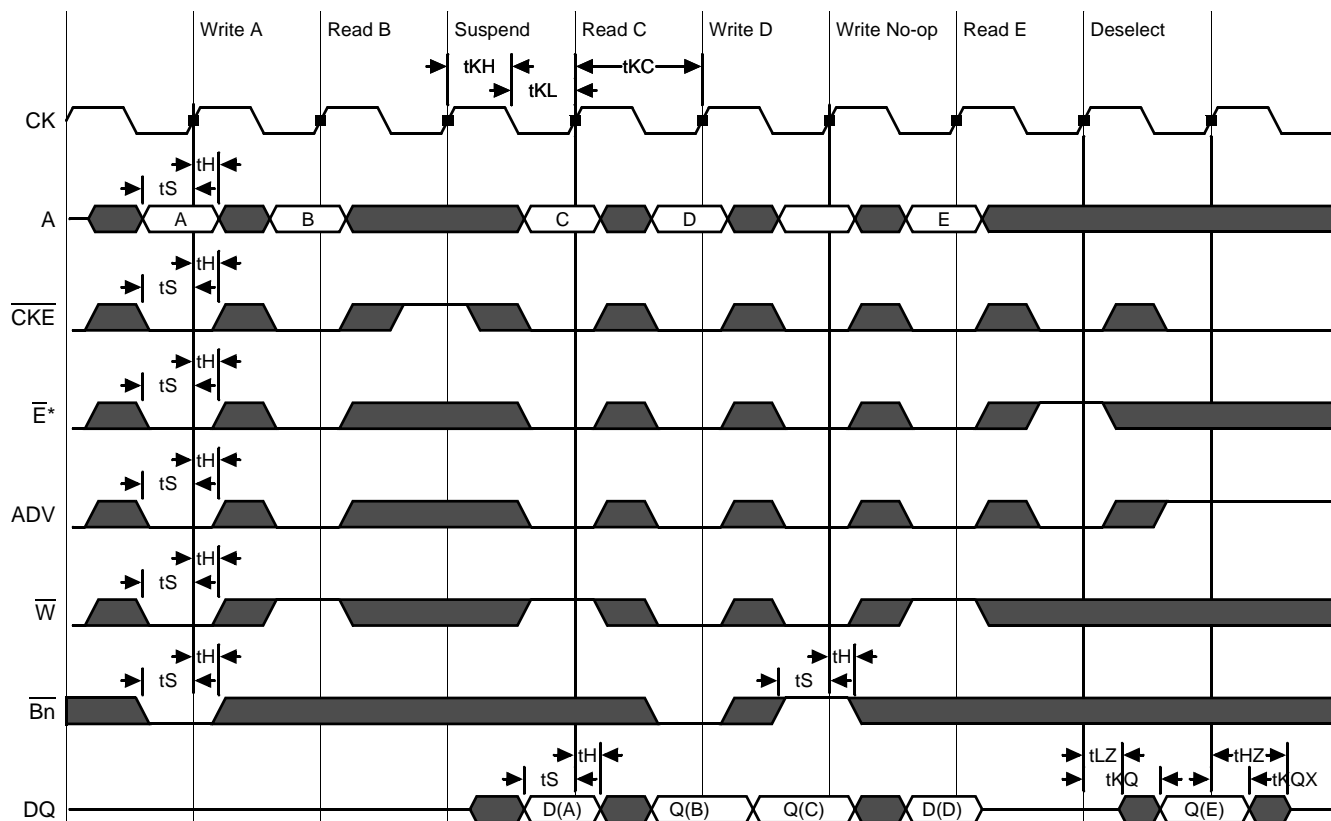 Write A Read B Suspend Read C Write D Write No-op Read E Deselect
tKH tKC
tKL
CK
tH
tS
A A B C D E
tH
tS
CKE
tH
tS
E*
tH
tS
ADV
tH
tS
W
tH tH
tS tS
Bn
tH tLZ tHZ
tS tKQ tKQX
DQ D(A) Q(B) Q(C) D(D) Q(E)